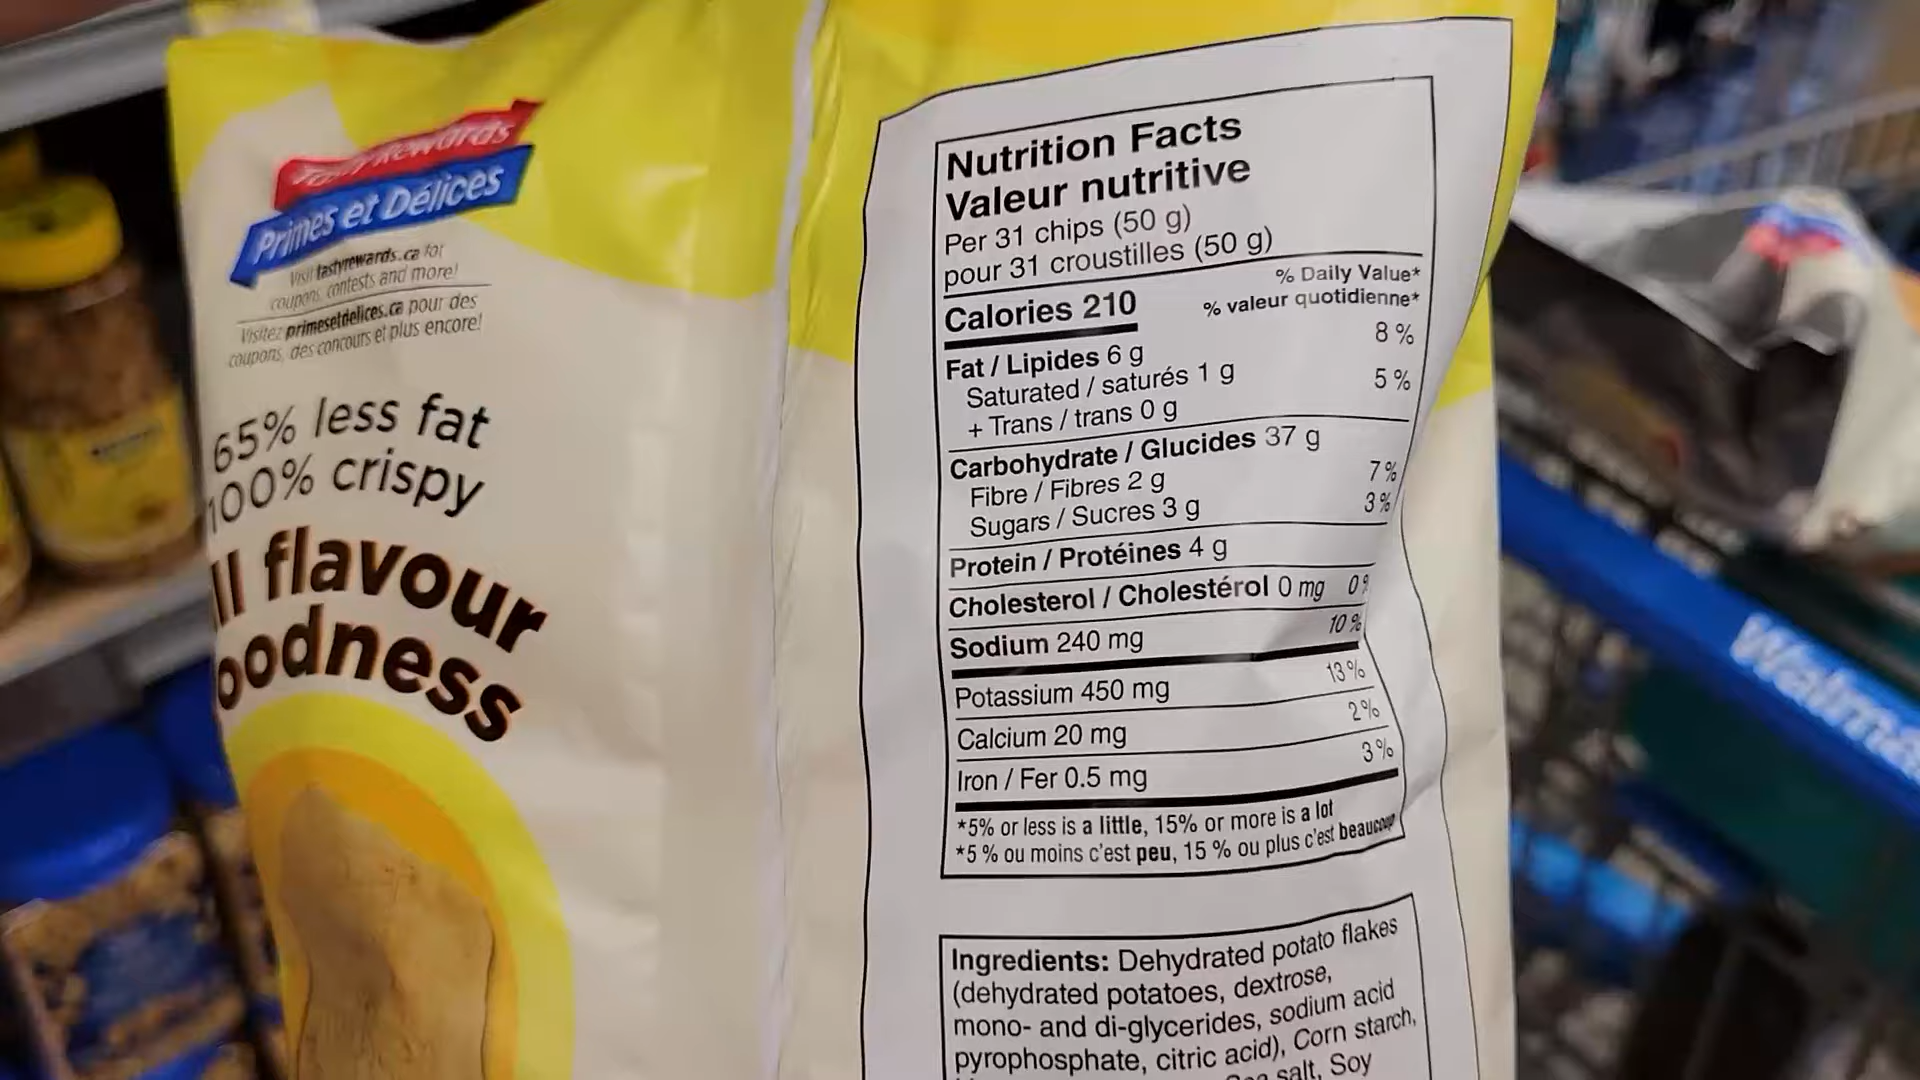 Tasty Rewards
Primes et Délices
Visit tastyrewards.ca for
coupons, contests and more!
Visitez primesetdelices.ca pour des
coupons, des concours et plus encore!
65% less fat
100% crispy
ll flavour
oodness
Nutrition Facts
Valeur nutritive
Per 31 chips (50 g)
pour 31 croustilles (50 g)
% Daily Value*
Calories 210
% valeur quotidienne*
Fat / Lipides 6 g 8 %
Saturated / saturés 1 g 5 %
+ Trans / trans 0 g
Carbohydrate / Glucides 37 g
Fibre / Fibres 2 g 7 %
Sugars / Sucres 3 g 3 %
Protein / Protéines 4 g
Cholesterol / Cholestérol 0 mg 0 %
Sodium 240 mg 10 %
Potassium 450 mg 13 %
Calcium 20 mg 2 %
Iron / Fer 0.5 mg 3 %
*5% or less is a little, 15% or more is a lot
*5 % ou moins c'est peu, 15 % ou plus c'est beaucoup
Ingredients: Dehydrated potato flakes
(dehydrated potatoes, dextrose,
mono- and di-glycerides, sodium acid
pyrophosphate, citric acid), Corn starch,
salt, Soy
Walma